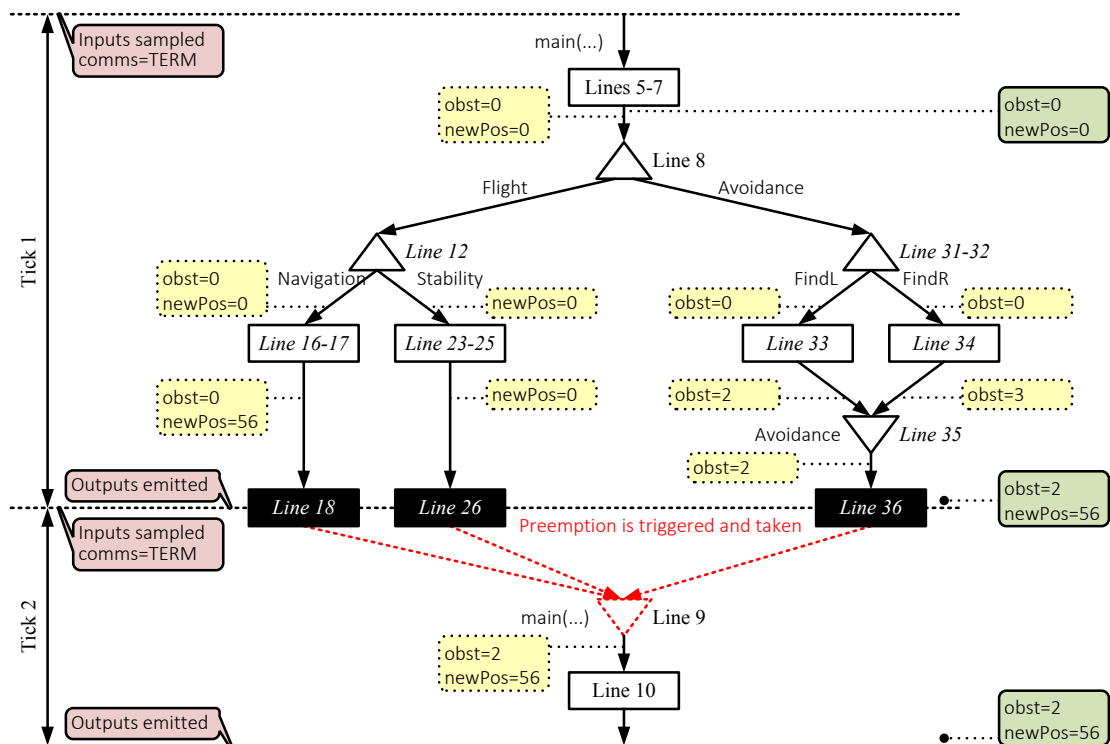 Inputs sampled
comms=TERM
main(...)
Lines 5-7
obst=0
newPos=0
obst=0
newPos=0
Line 8
Flight
Avoidance
Tick 1
Line 12
Line 31-32
obst=0
newPos=0
Navigation
Stability
newPos=0
obst=0
FindL
FindR
obst=0
Line 16-17
Line 23-25
Line 33
Line 34
obst=0
newPos=56
newPos=0
obst=2
obst=3
Avoidance
Line 35
obst=2
Outputs emitted
Line 18
Line 26
Line 36
obst=2
newPos=56
Preemption is triggered and taken
Inputs sampled
comms=TERM
Tick 2
main(...)
Line 9
obst=2
newPos=56
Line 10
Outputs emitted
obst=2
newPos=56